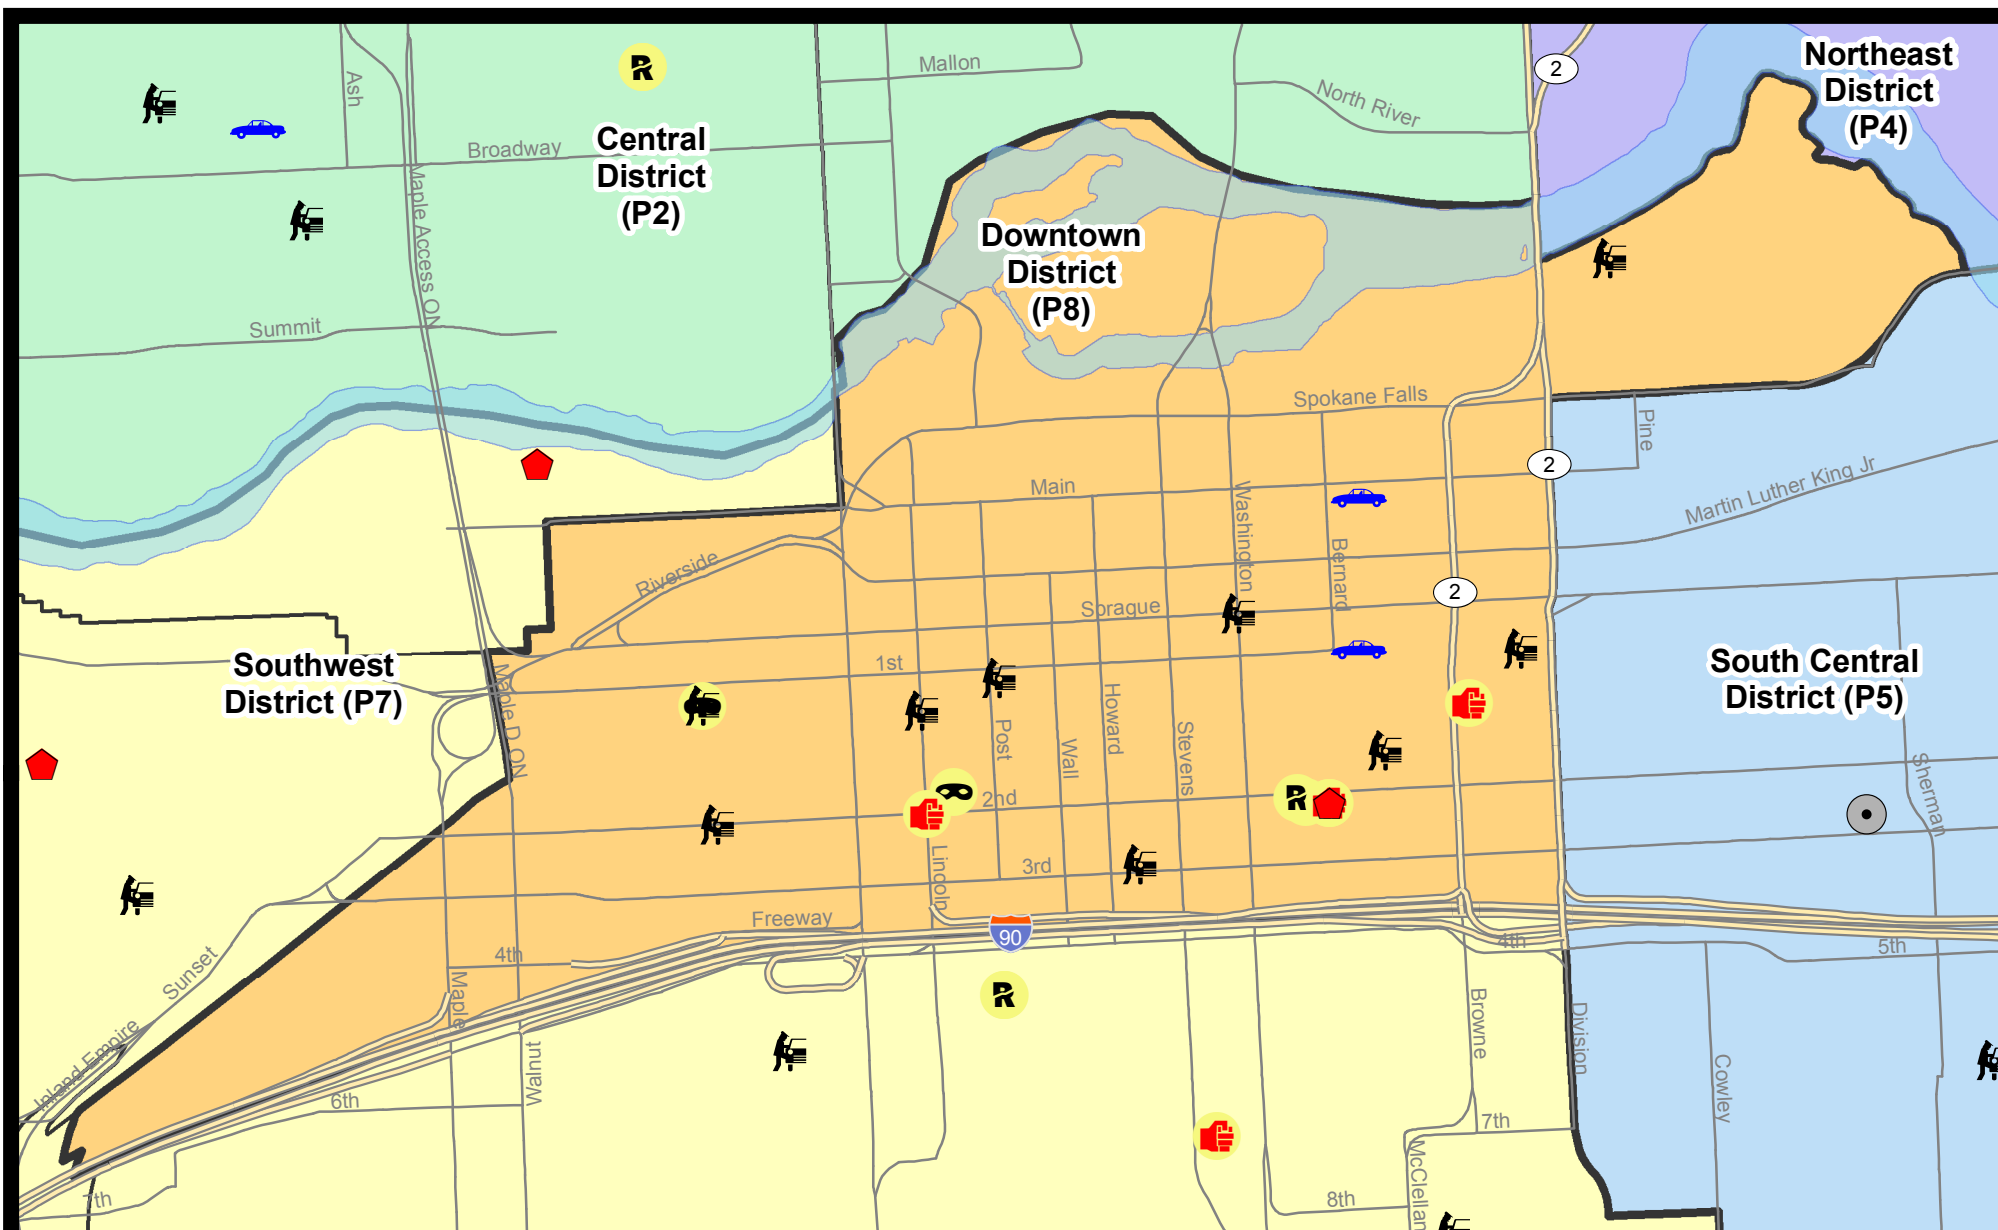 Northeast
District
(P4)
2
Mallon
North River
Ash
R
Broadway
Central
District
(P2)
Maple Access ON
Downtown
District
(P8)
Summit
Spokane Falls
Pine
2
Main
Washington
Martin Luther King Jr
Bernard
Riverside
2
Sprague
1st
Southwest
District (P7)
South Central
District (P5)
Maple D ON
Post
Wall
Howard
Stevens
Sherman
2nd
R
3rd
Lincoln
Freeway
90
4th
4th
5th
Sunset
Maple
R
Browne
Division
Inland Empire
Walnut
Cowley
6th
7th
McClellan
7th
8th